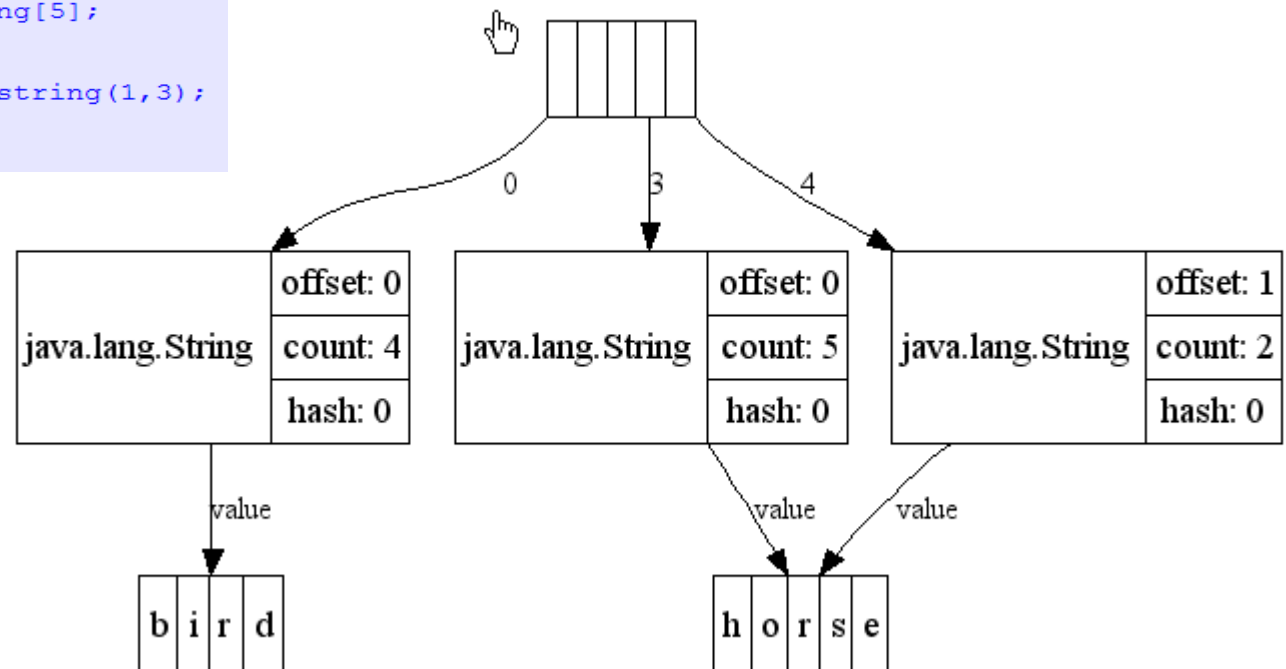 ng[5];
string(1,3);
0
3
4
java.lang.String
offset: 0
count: 4
hash: 0
java.lang.String
offset: 0
count: 5
hash: 0
java.lang.String
offset: 1
count: 2
hash: 0
value
value
value
b i r d
h o r s e